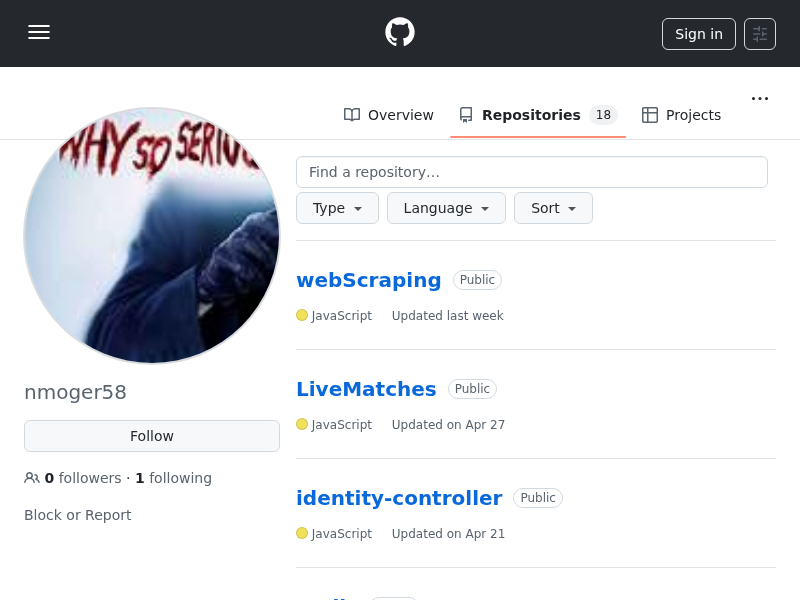 Sign in
Overview
Repositories 18
Projects
WHY SO SERIOUS
Find a repository…
Type
Language
Sort
webScraping Public
JavaScript Updated last week
LiveMatches Public
JavaScript Updated on Apr 27
identity-controller Public
JavaScript Updated on Apr 21
nmoger58
Follow
0 followers · 1 following
Block or Report